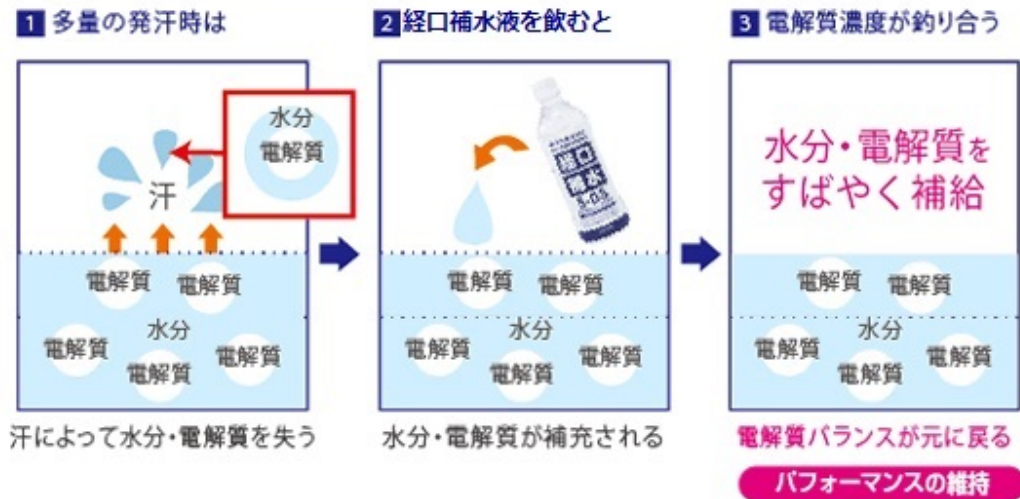 1 多量の発汗時は
水分
電解質
汗
電解質 電解質
水分
電解質 電解質 電解質
汗によって水分・電解質を失う
2 経口補水液を飲むと
経口
補水
電解質 電解質
水分
電解質 電解質 電解質
水分・電解質が補充される
3 電解質濃度が釣り合う
水分・電解質を
すばやく補給
電解質 電解質
水分
電解質 電解質 電解質
電解質バランスが元に戻る
パフォーマンスの維持